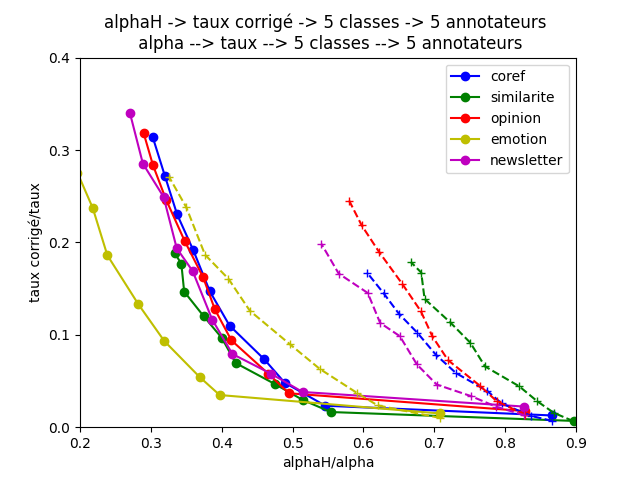 alphaH -> taux corrigé -> 5 classes -> 5 annotateurs
alpha --> taux --> 5 classes --> 5 annotateurs
taux corrigé/taux
0.4
0.3
0.2
0.1
0.0
0.2 0.3 0.4 0.5 0.6 0.7 0.8 0.9
alphaH/alpha
coref
similarite
opinion
emotion
newsletter